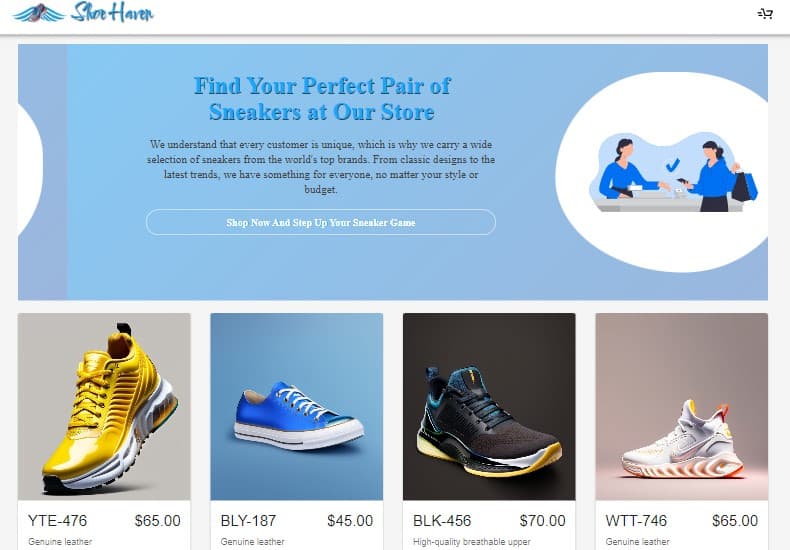 Shoe Haven
Find Your Perfect Pair of
Sneakers at Our Store
We understand that every customer is unique, which is why we carry a wide
selection of sneakers from the world's top brands. From classic designs to the
latest trends, we have something for everyone, no matter your style or
budget.
Shop Now And Step Up Your Sneaker Game
YTE-476 $65.00
Genuine leather
BLY-187 $45.00
Genuine leather
BLK-456 $70.00
High-quality breathable upper
WTT-746 $65.00
Genuine leather